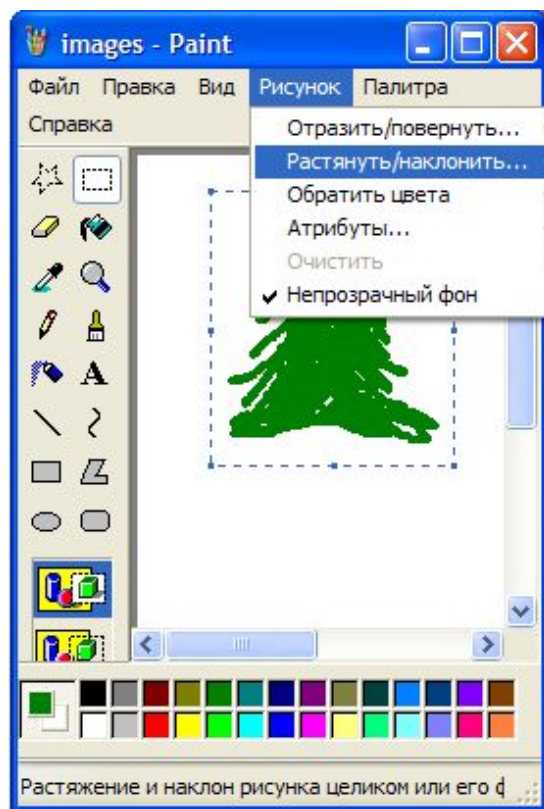 images - Paint
Файл Правка Вид Рисунок Палитра
Справка
Отразить/повернуть...
Растянуть/наклонить...
Обратить цвета
Атрибуты...
Очистить
Непрозрачный фон
A
Растяжение и наклон рисунка целиком или его ф